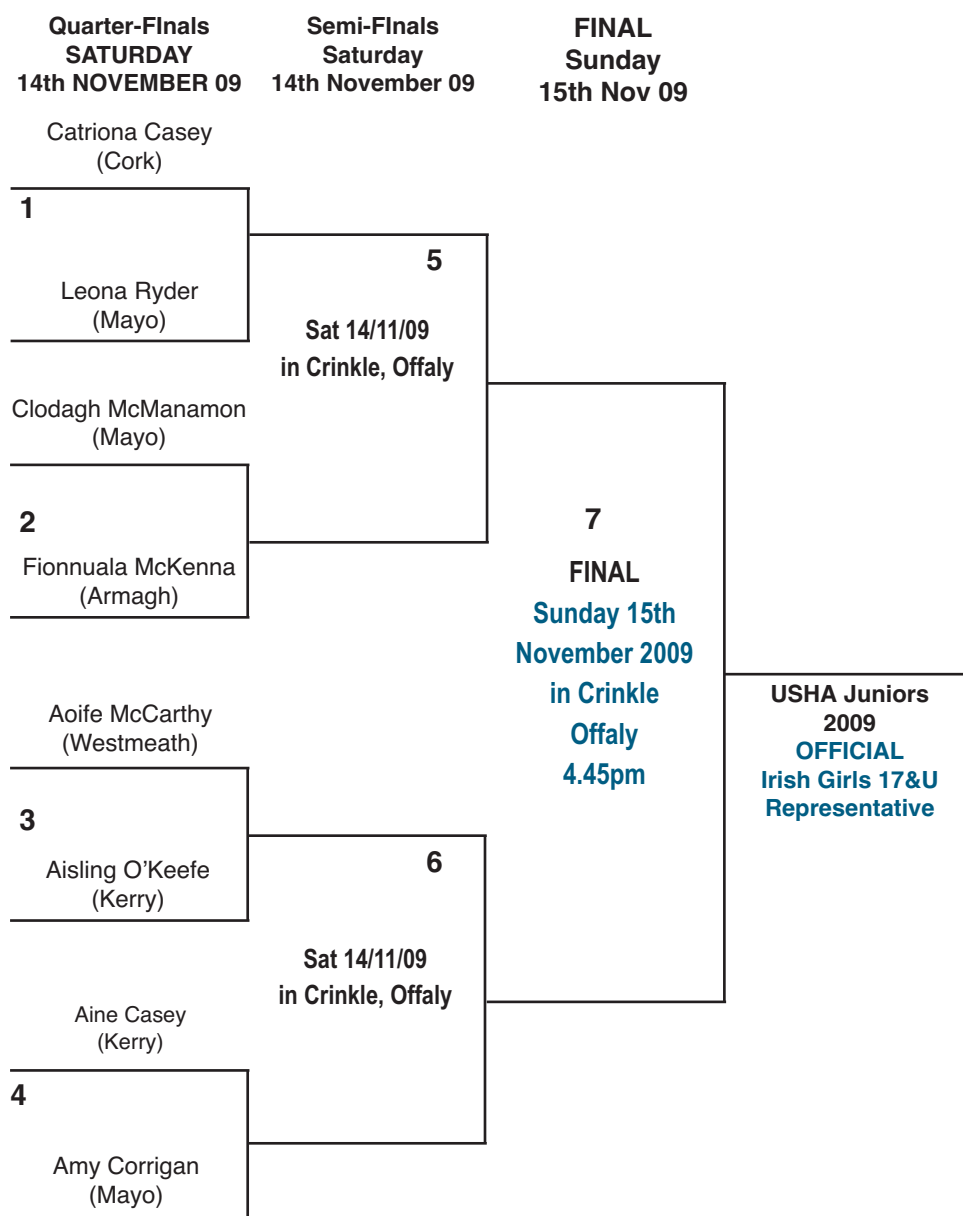 Quarter-FInals
SATURDAY
14th NOVEMBER 09
Semi-FInals
Saturday
14th November 09
FINAL
Sunday
15th Nov 09
Catriona Casey
(Cork)
1
Leona Ryder
(Mayo)
5
Sat 14/11/09
in Crinkle, Offaly
Clodagh McManamon
(Mayo)
2
Fionnuala McKenna
(Armagh)
7
FINAL
Sunday 15th
November 2009
in Crinkle
Offaly
4.45pm
USHA Juniors
2009
OFFICIAL
Irish Girls 17&U
Representative
Aoife McCarthy
(Westmeath)
3
Aisling O'Keefe
(Kerry)
6
Sat 14/11/09
in Crinkle, Offaly
Aine Casey
(Kerry)
4
Amy Corrigan
(Mayo)